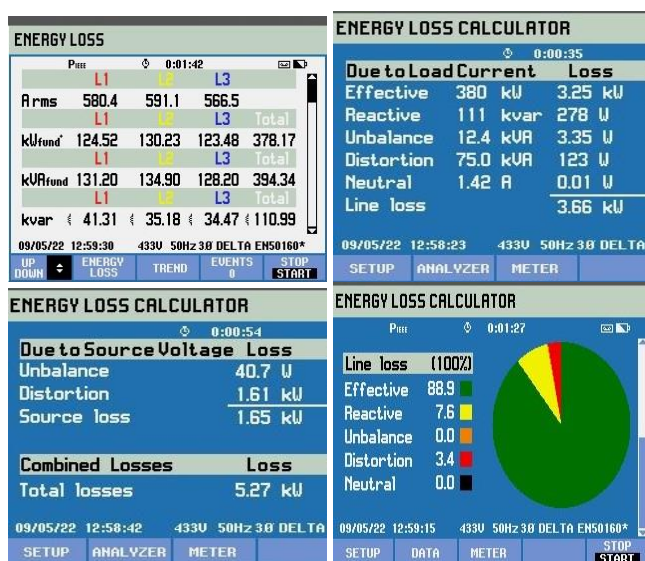 ENERGY LOSS
PIEEE 0:01:42
L1 L2 L3
Arms 580.4 591.1 566.5
L1 L2 L3 Total
kWfund* 124.52 130.23 123.48 378.17
L1 L2 L3 Total
kVAfund 131.20 134.90 128.20 394.34
L1 L2 L3 Total
kvar 41.31 35.18 34.47 110.99
09/05/22 12:59:30 433V 50Hz 3Ø DELTA EN50160*
UP DOWN ENERGY LOSS TREND EVENTS 0 STOP START
ENERGY LOSS CALCULATOR
0:00:35
Due to Load Current Loss
Effective 380 kW 3.25 kW
Reactive 111 kvar 278 W
Unbalance 12.4 kVA 3.35 W
Distortion 75.0 kVA 123 W
Neutral 1.42 A 0.01 W
Line loss 3.66 kW
09/05/22 12:58:23 433V 50Hz 3Ø DELTA
SETUP ANALYZER METER
ENERGY LOSS CALCULATOR
0:00:54
Due to Source Voltage Loss
Unbalance 40.7 W
Distortion 1.61 kW
Source loss 1.65 kW
Combined Losses Loss
Total losses 5.27 kW
09/05/22 12:58:42 433V 50Hz 3Ø DELTA
SETUP ANALYZER METER
ENERGY LOSS CALCULATOR
PIEEE 0:01:27
Line loss (100%)
Effective 88.9
Reactive 7.6
Unbalance 0.0
Distortion 3.4
Neutral 0.0
09/05/22 12:59:15 433V 50Hz 3Ø DELTA EN50160*
SETUP DATA METER STOP START